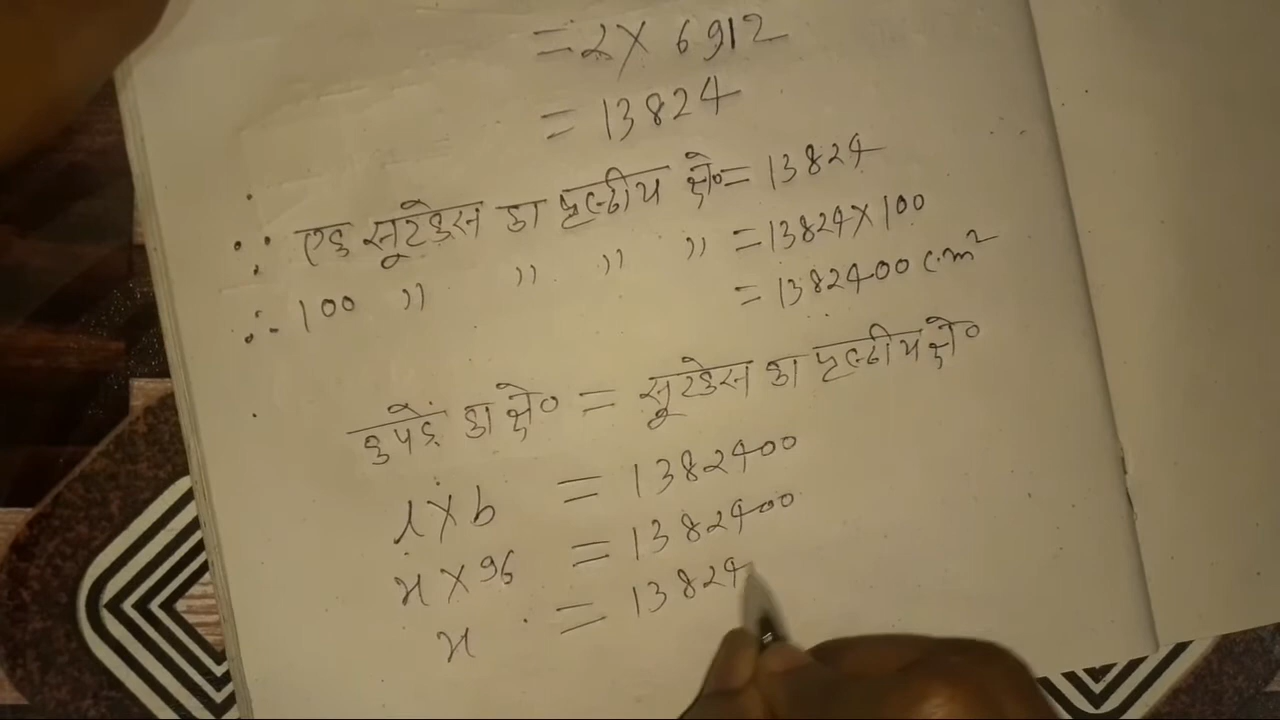 = 2 X 6912
= 13824
∵ एक सूटकेस का पृष्ठीय क्षे० = 13824
∴ 100 " " " " = 13824 X 100
= 1382400 cm²
कपड़े का क्षे० = सूटकेस का पृष्ठीय क्षे०
l X b = 1382400
x X 96 = 1382400
x = 13824